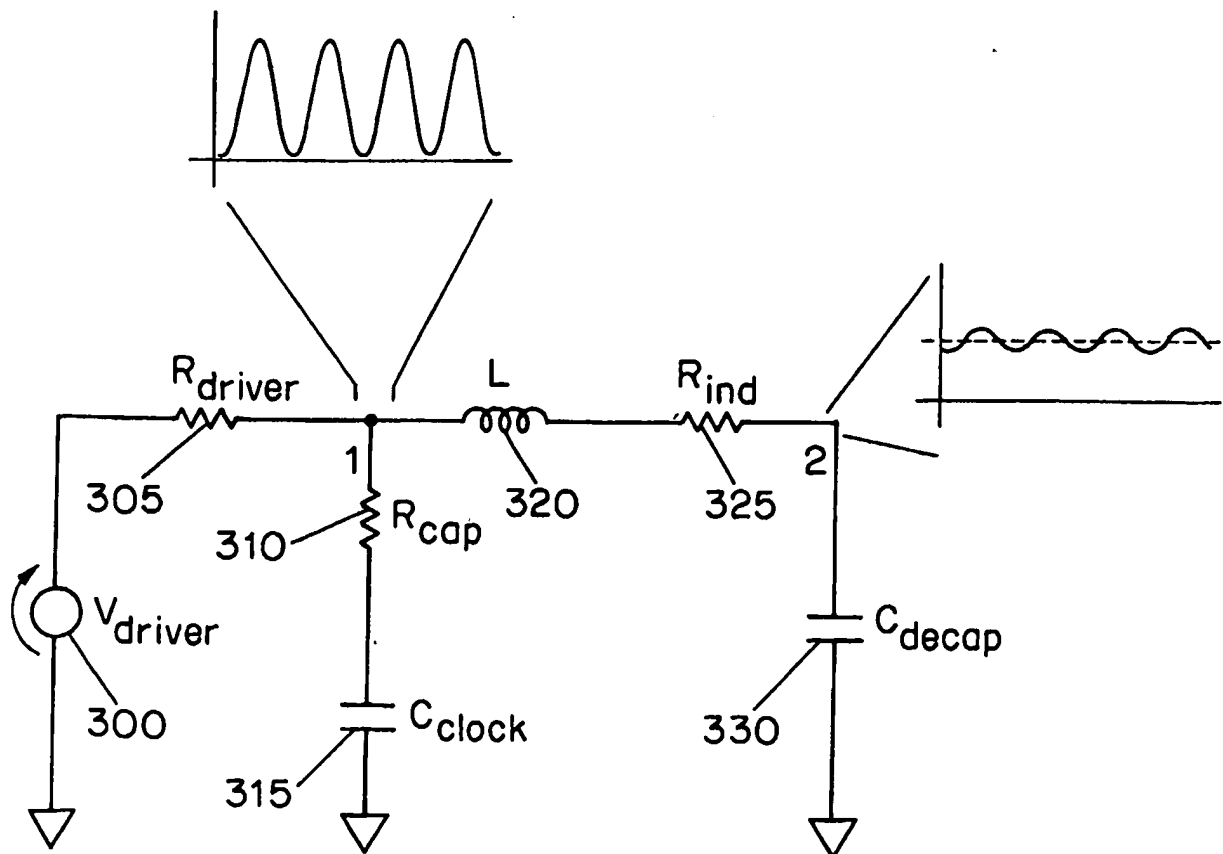 R_driver
L
R_ind
1
2
305
320
325
310
R_cap
V_driver
C_decap
300
C_clock
330
315